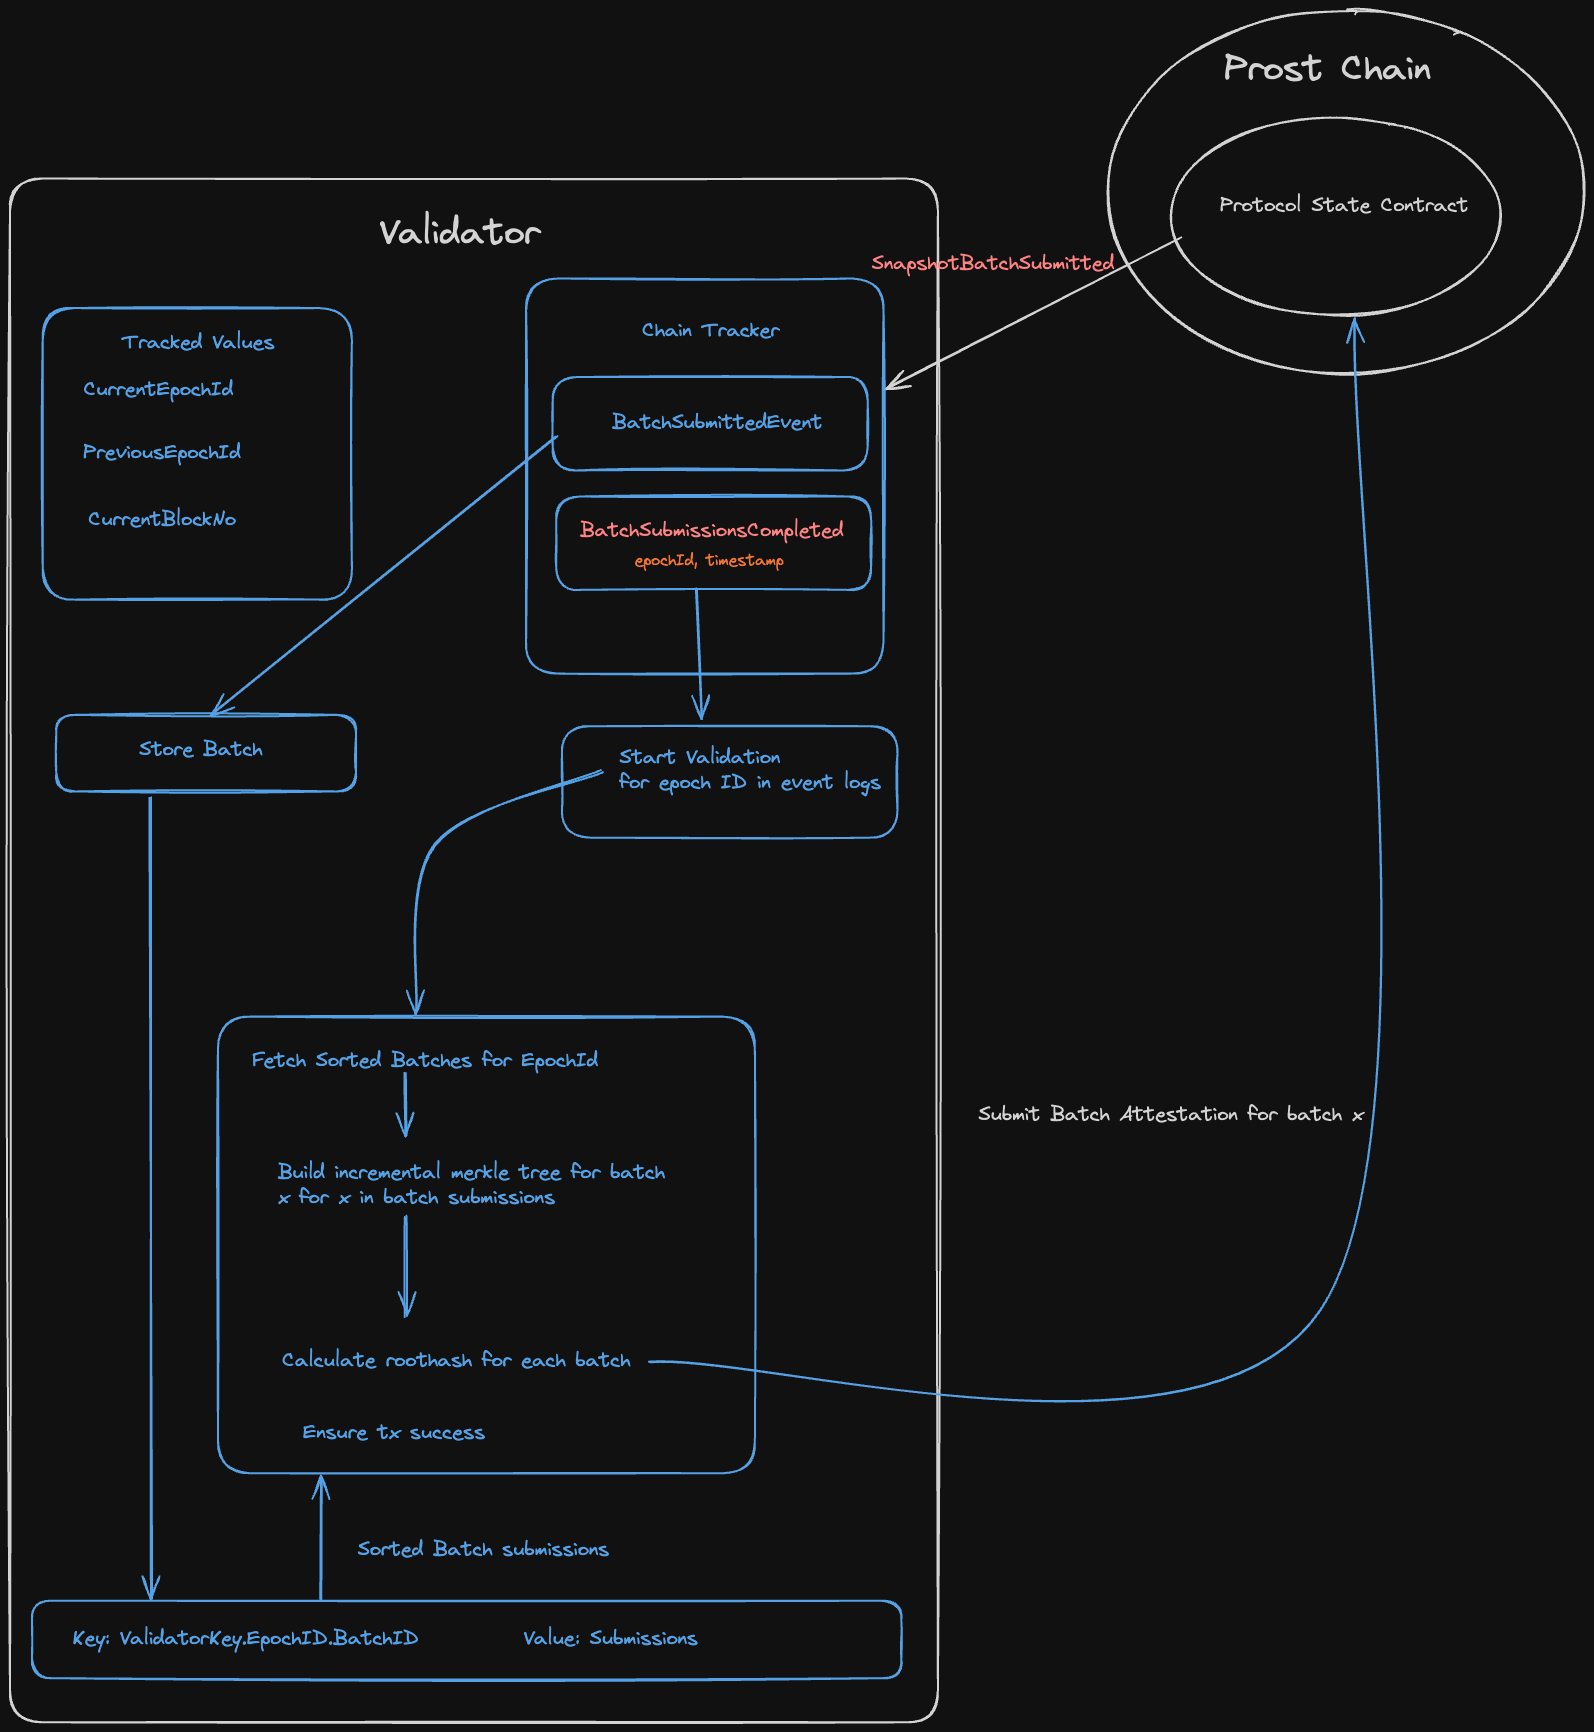 Prost Chain
Protocol State Contract
Validator
SnapshotBatchSubmitted
Tracked Values
CurrentEpochId
PreviousEpochId
CurrentBlockNo
Chain Tracker
BatchSubmittedEvent
BatchSubmissionsCompleted
epochId, timestamp
Store Batch
Start Validation
for epoch ID in event logs
Fetch Sorted Batches for EpochId
Build incremental merkle tree for batch
x for x in batch submissions
Calculate roothash for each batch
Ensure tx success
Submit Batch Attestation for batch x
Sorted Batch submissions
Key: ValidatorKey.EpochID.BatchID
Value: Submissions